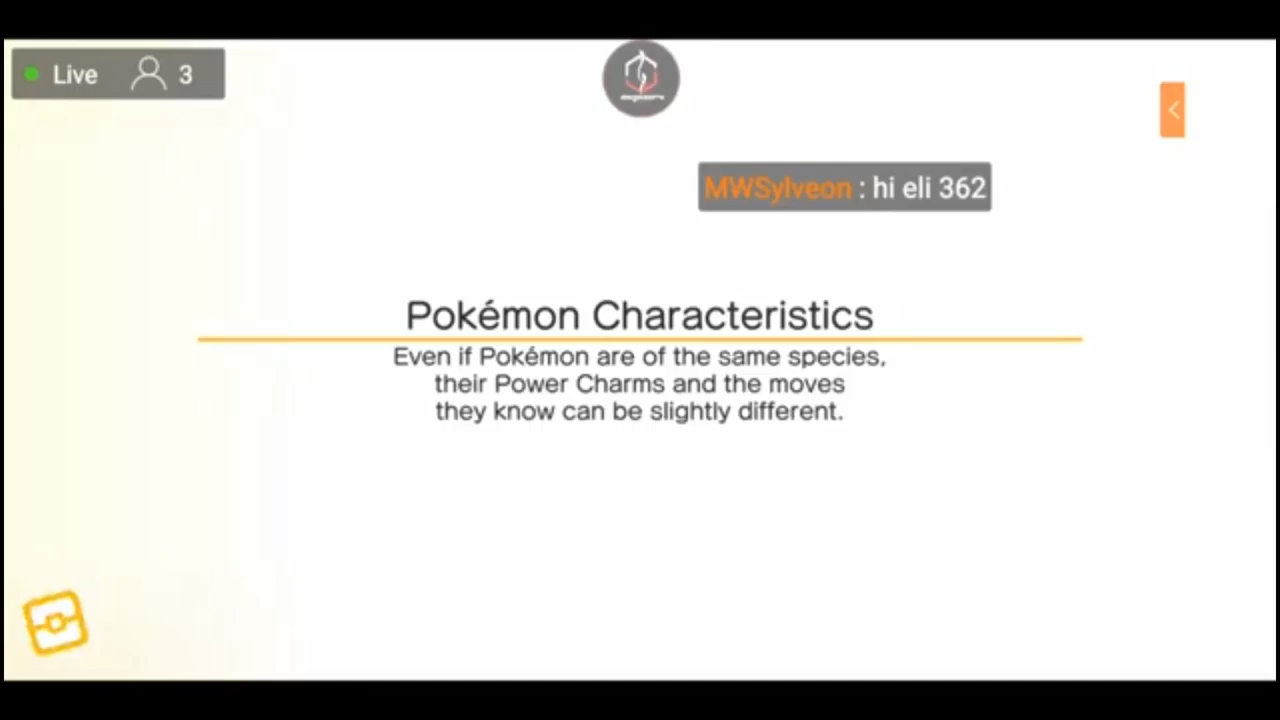 Live 3
MWSylveon : hi eli 362
Pokémon Characteristics
Even if Pokémon are of the same species,
their Power Charms and the moves
they know can be slightly different.